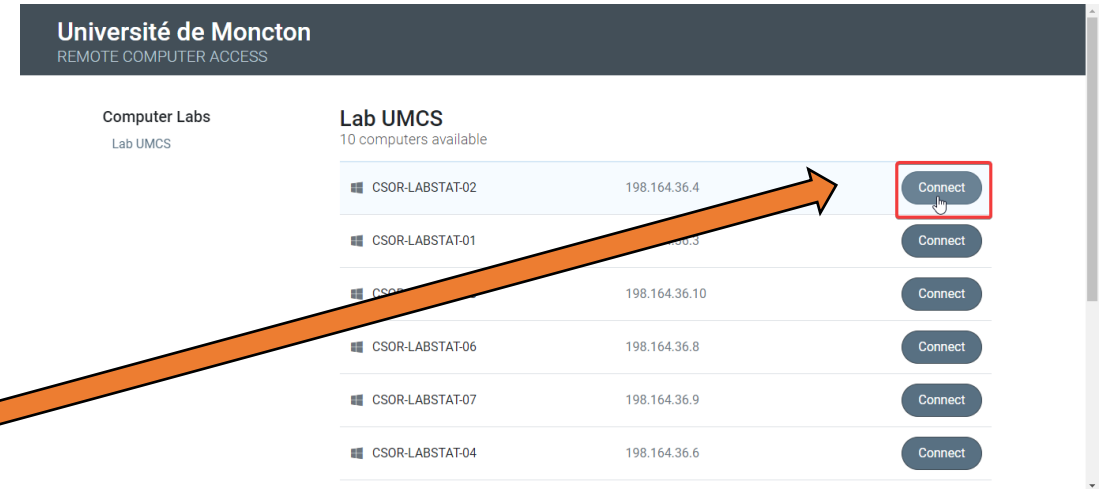 Université de Moncton
REMOTE COMPUTER ACCESS
Computer Labs
Lab UMCS
Lab UMCS
10 computers available
CSOR-LABSTAT-02 198.164.36.4 Connect
CSOR-LABSTAT-01 Connect
198.164.36.10 Connect
CSOR-LABSTAT-06 198.164.36.8 Connect
CSOR-LABSTAT-07 198.164.36.9 Connect
CSOR-LABSTAT-04 198.164.36.6 Connect